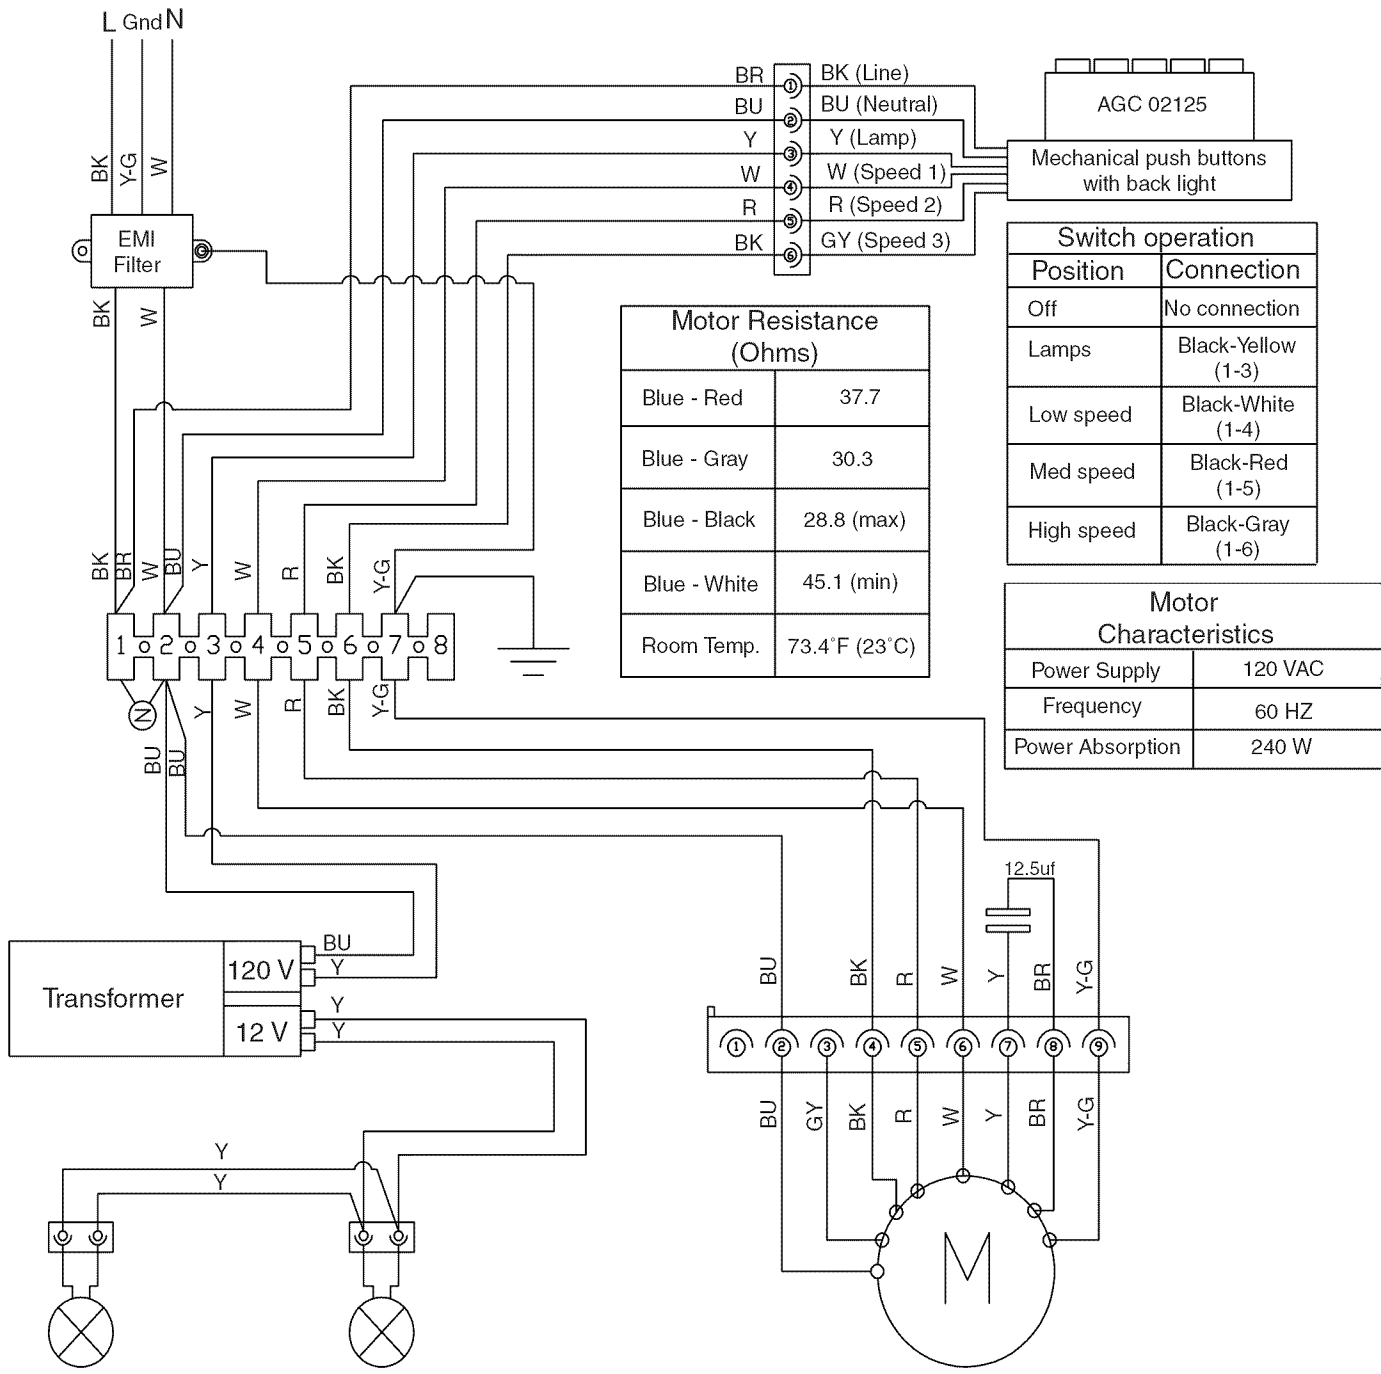 L Gnd N
BK
Y-G
W
EMI
Filter
BK
W
BR
BU
Y
W
R
BK
1
2
3
4
5
6
BK (Line)
BU (Neutral)
Y (Lamp)
W (Speed 1)
R (Speed 2)
GY (Speed 3)
AGC 02125
Mechanical push buttons
with back light
Switch operation
Position Connection
Off No connection
Lamps Black-Yellow
(1-3)
Low speed Black-White
(1-4)
Med speed Black-Red
(1-5)
High speed Black-Gray
(1-6)
Motor Resistance
(Ohms)
Blue - Red 37.7
Blue - Gray 30.3
Blue - Black 28.8 (max)
Blue - White 45.1 (min)
Room Temp. 73.4°F (23°C)
Motor
Characteristics
Power Supply 120 VAC
Frequency 60 HZ
Power Absorption 240 W
BK
BR
W
BU
Y
W
R
BK
Y-G
1 2 3 4 5 6 7 8
N
BU
BU
Y
W
R
BK
Y-G
Transformer
120 V
12 V
BU
Y
Y
Y
Y
Y
12.5uf
BU
BK
R
W
Y
BR
Y-G
1 2 3 4 5 6 7 8 9
BU
GY
BK
R
W
Y
BR
Y-G
M